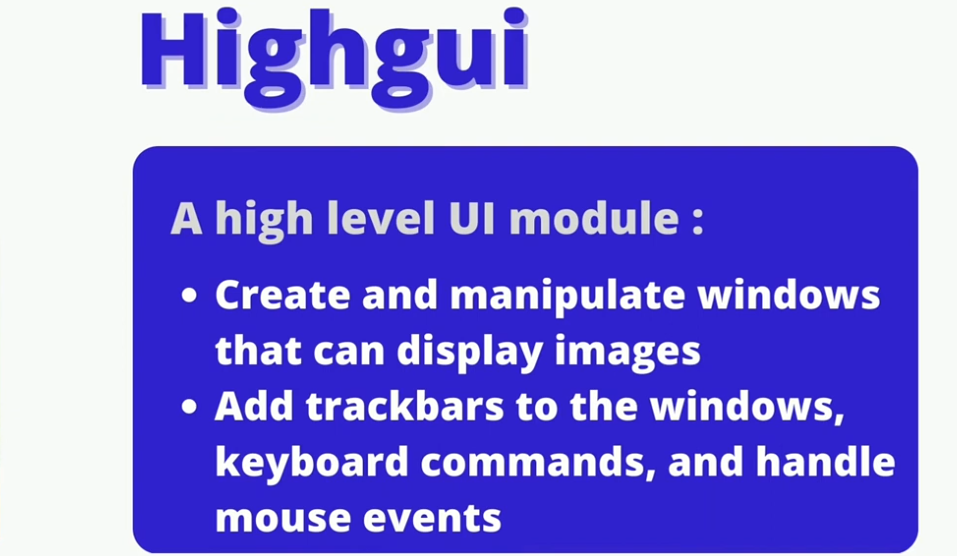 Highgui
A high level UI module :
• Create and manipulate windows
that can display images
• Add trackbars to the windows,
keyboard commands, and handle
mouse events